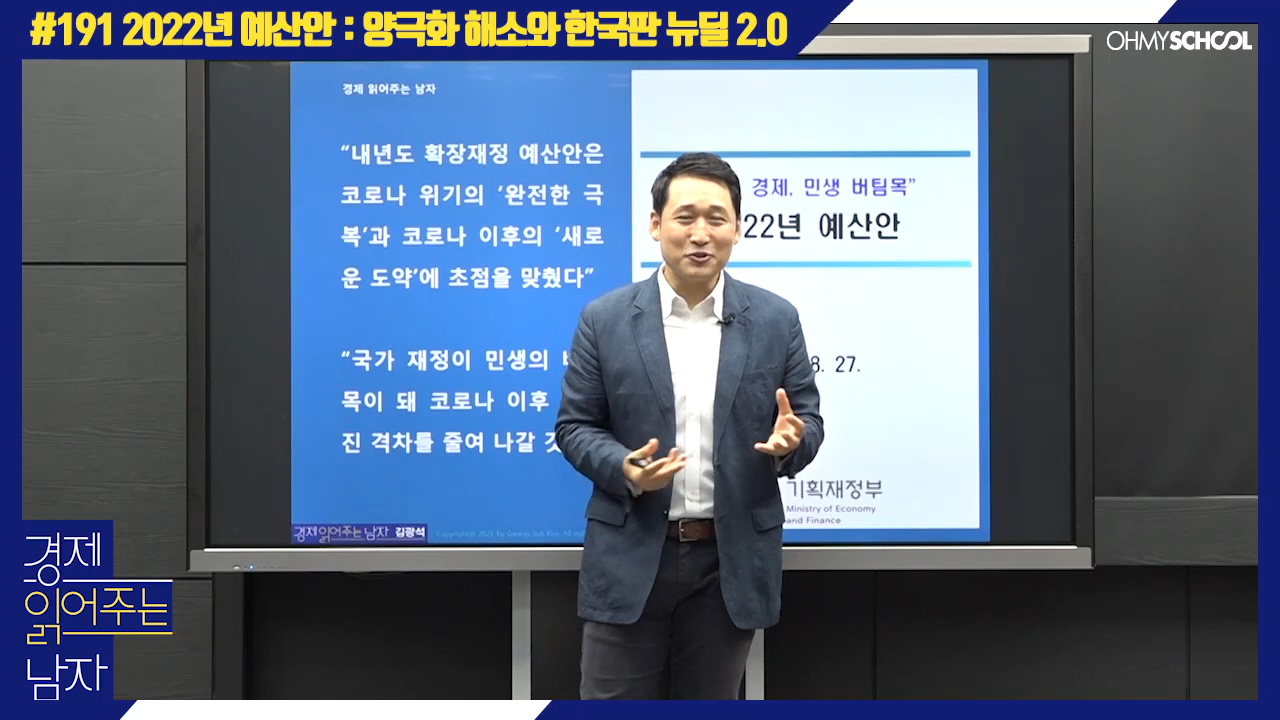 #191 2022년 예산안 : 양극화 해소와 한국판 뉴딜 2.0
OHMYSCHOOL
경제 읽어주는 남자
“내년도 확장재정 예산안은
코로나 위기의 ‘완전한 극
복’과 코로나 이후의 ‘새로
운 도약’에 초점을 맞췄다”
“국가 재정이 민생의
목이 돼 코로나 이후
진 격차를 줄여 나갈
경제, 민생 버팀목”
22년 예산안
8. 27.
기획재정부
Ministry of Economy
and Finance
경제읽어주는남자 김광석
Copyright@ 2021 by Gwang-Suk Kim. All
경제
읽어주는
남자